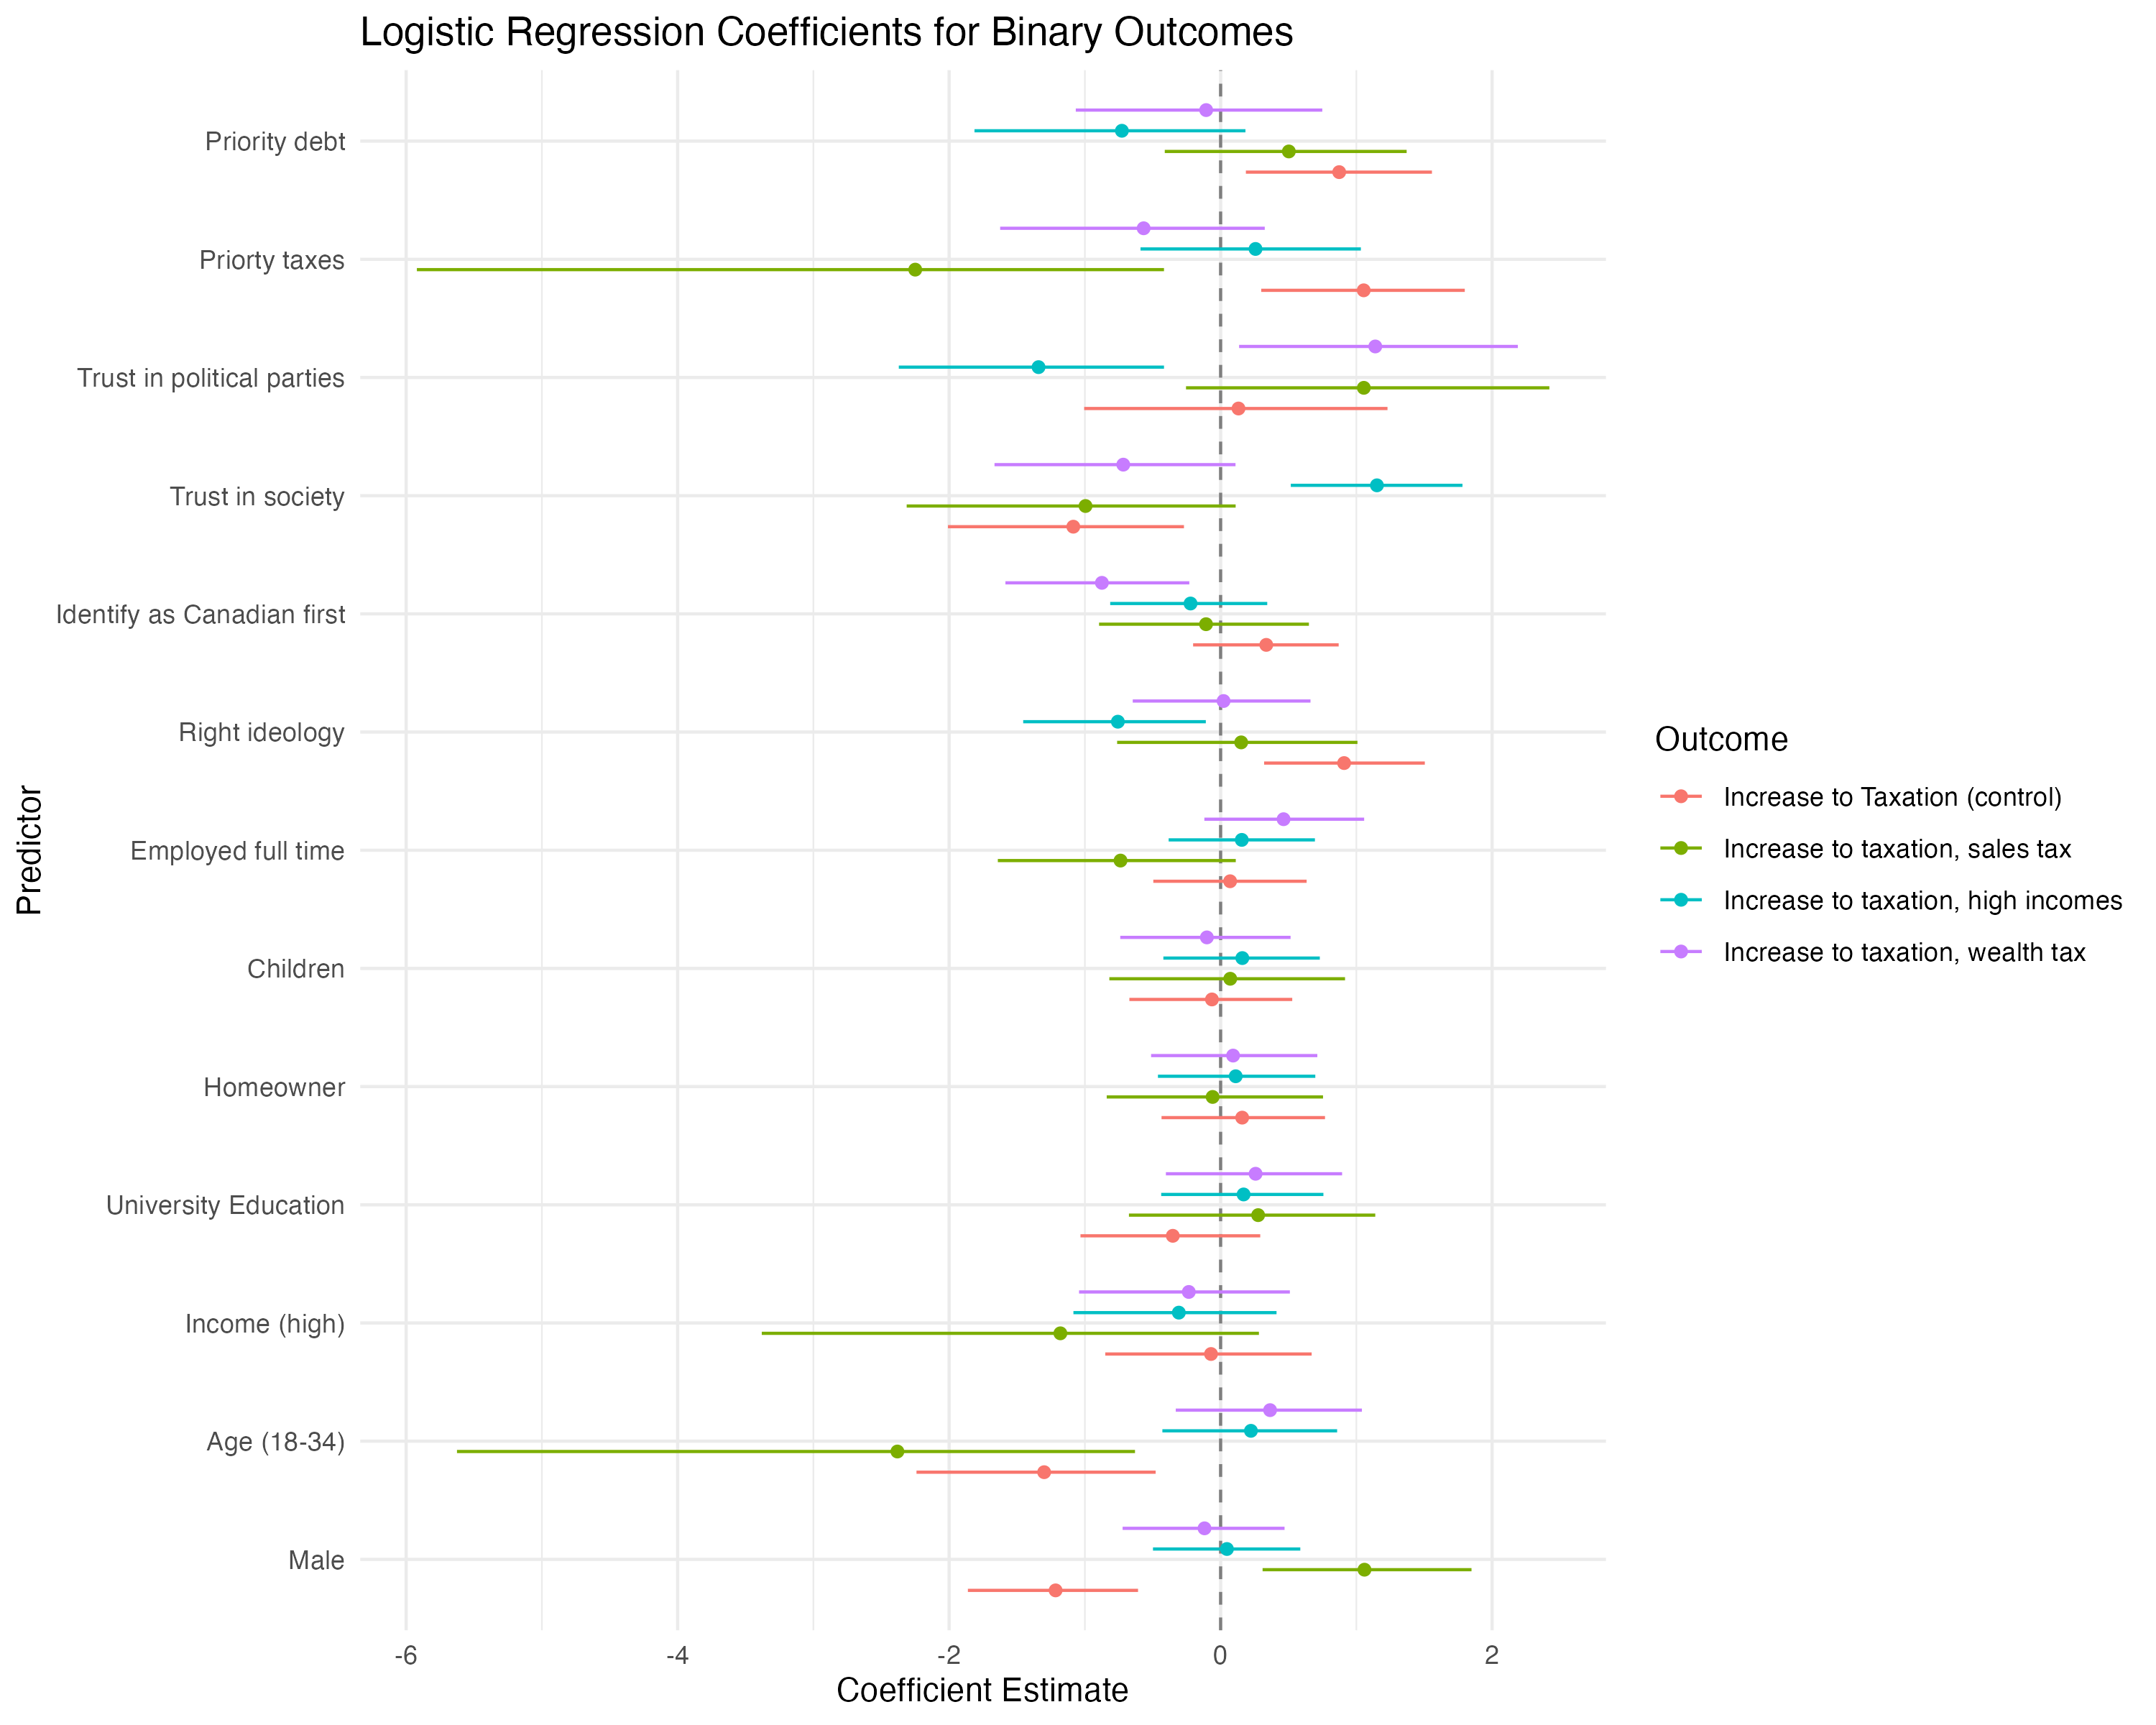 Logistic Regression Coefficients for Binary Outcomes
Predictor
Priority debt
Priorty taxes
Trust in political parties
Trust in society
Identify as Canadian first
Right ideology
Employed full time
Children
Homeowner
University Education
Income (high)
Age (18-34)
Male
-6 -4 -2 0 2
Coefficient Estimate
Outcome
Increase to Taxation (control)
Increase to taxation, sales tax
Increase to taxation, high incomes
Increase to taxation, wealth tax